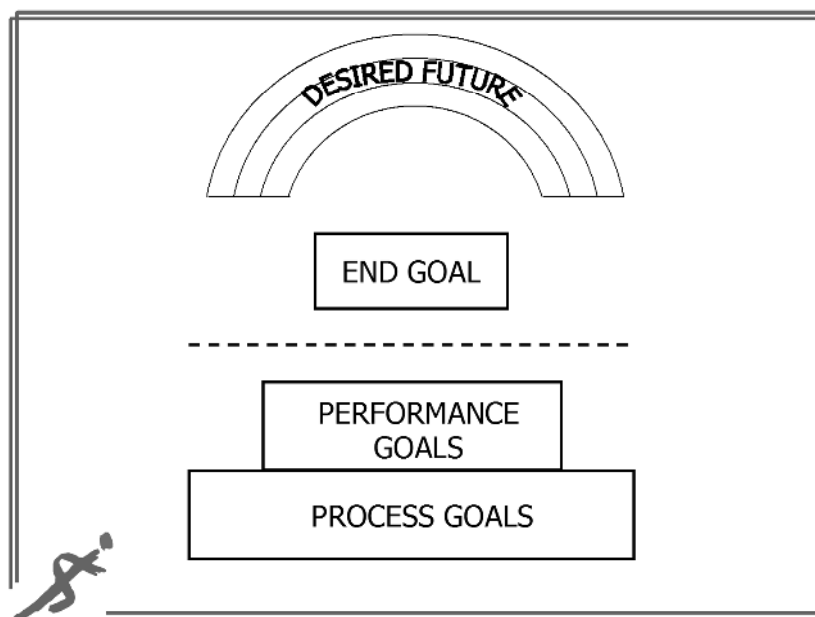 DESIRED FUTURE
END GOAL
PERFORMANCE
GOALS
PROCESS GOALS